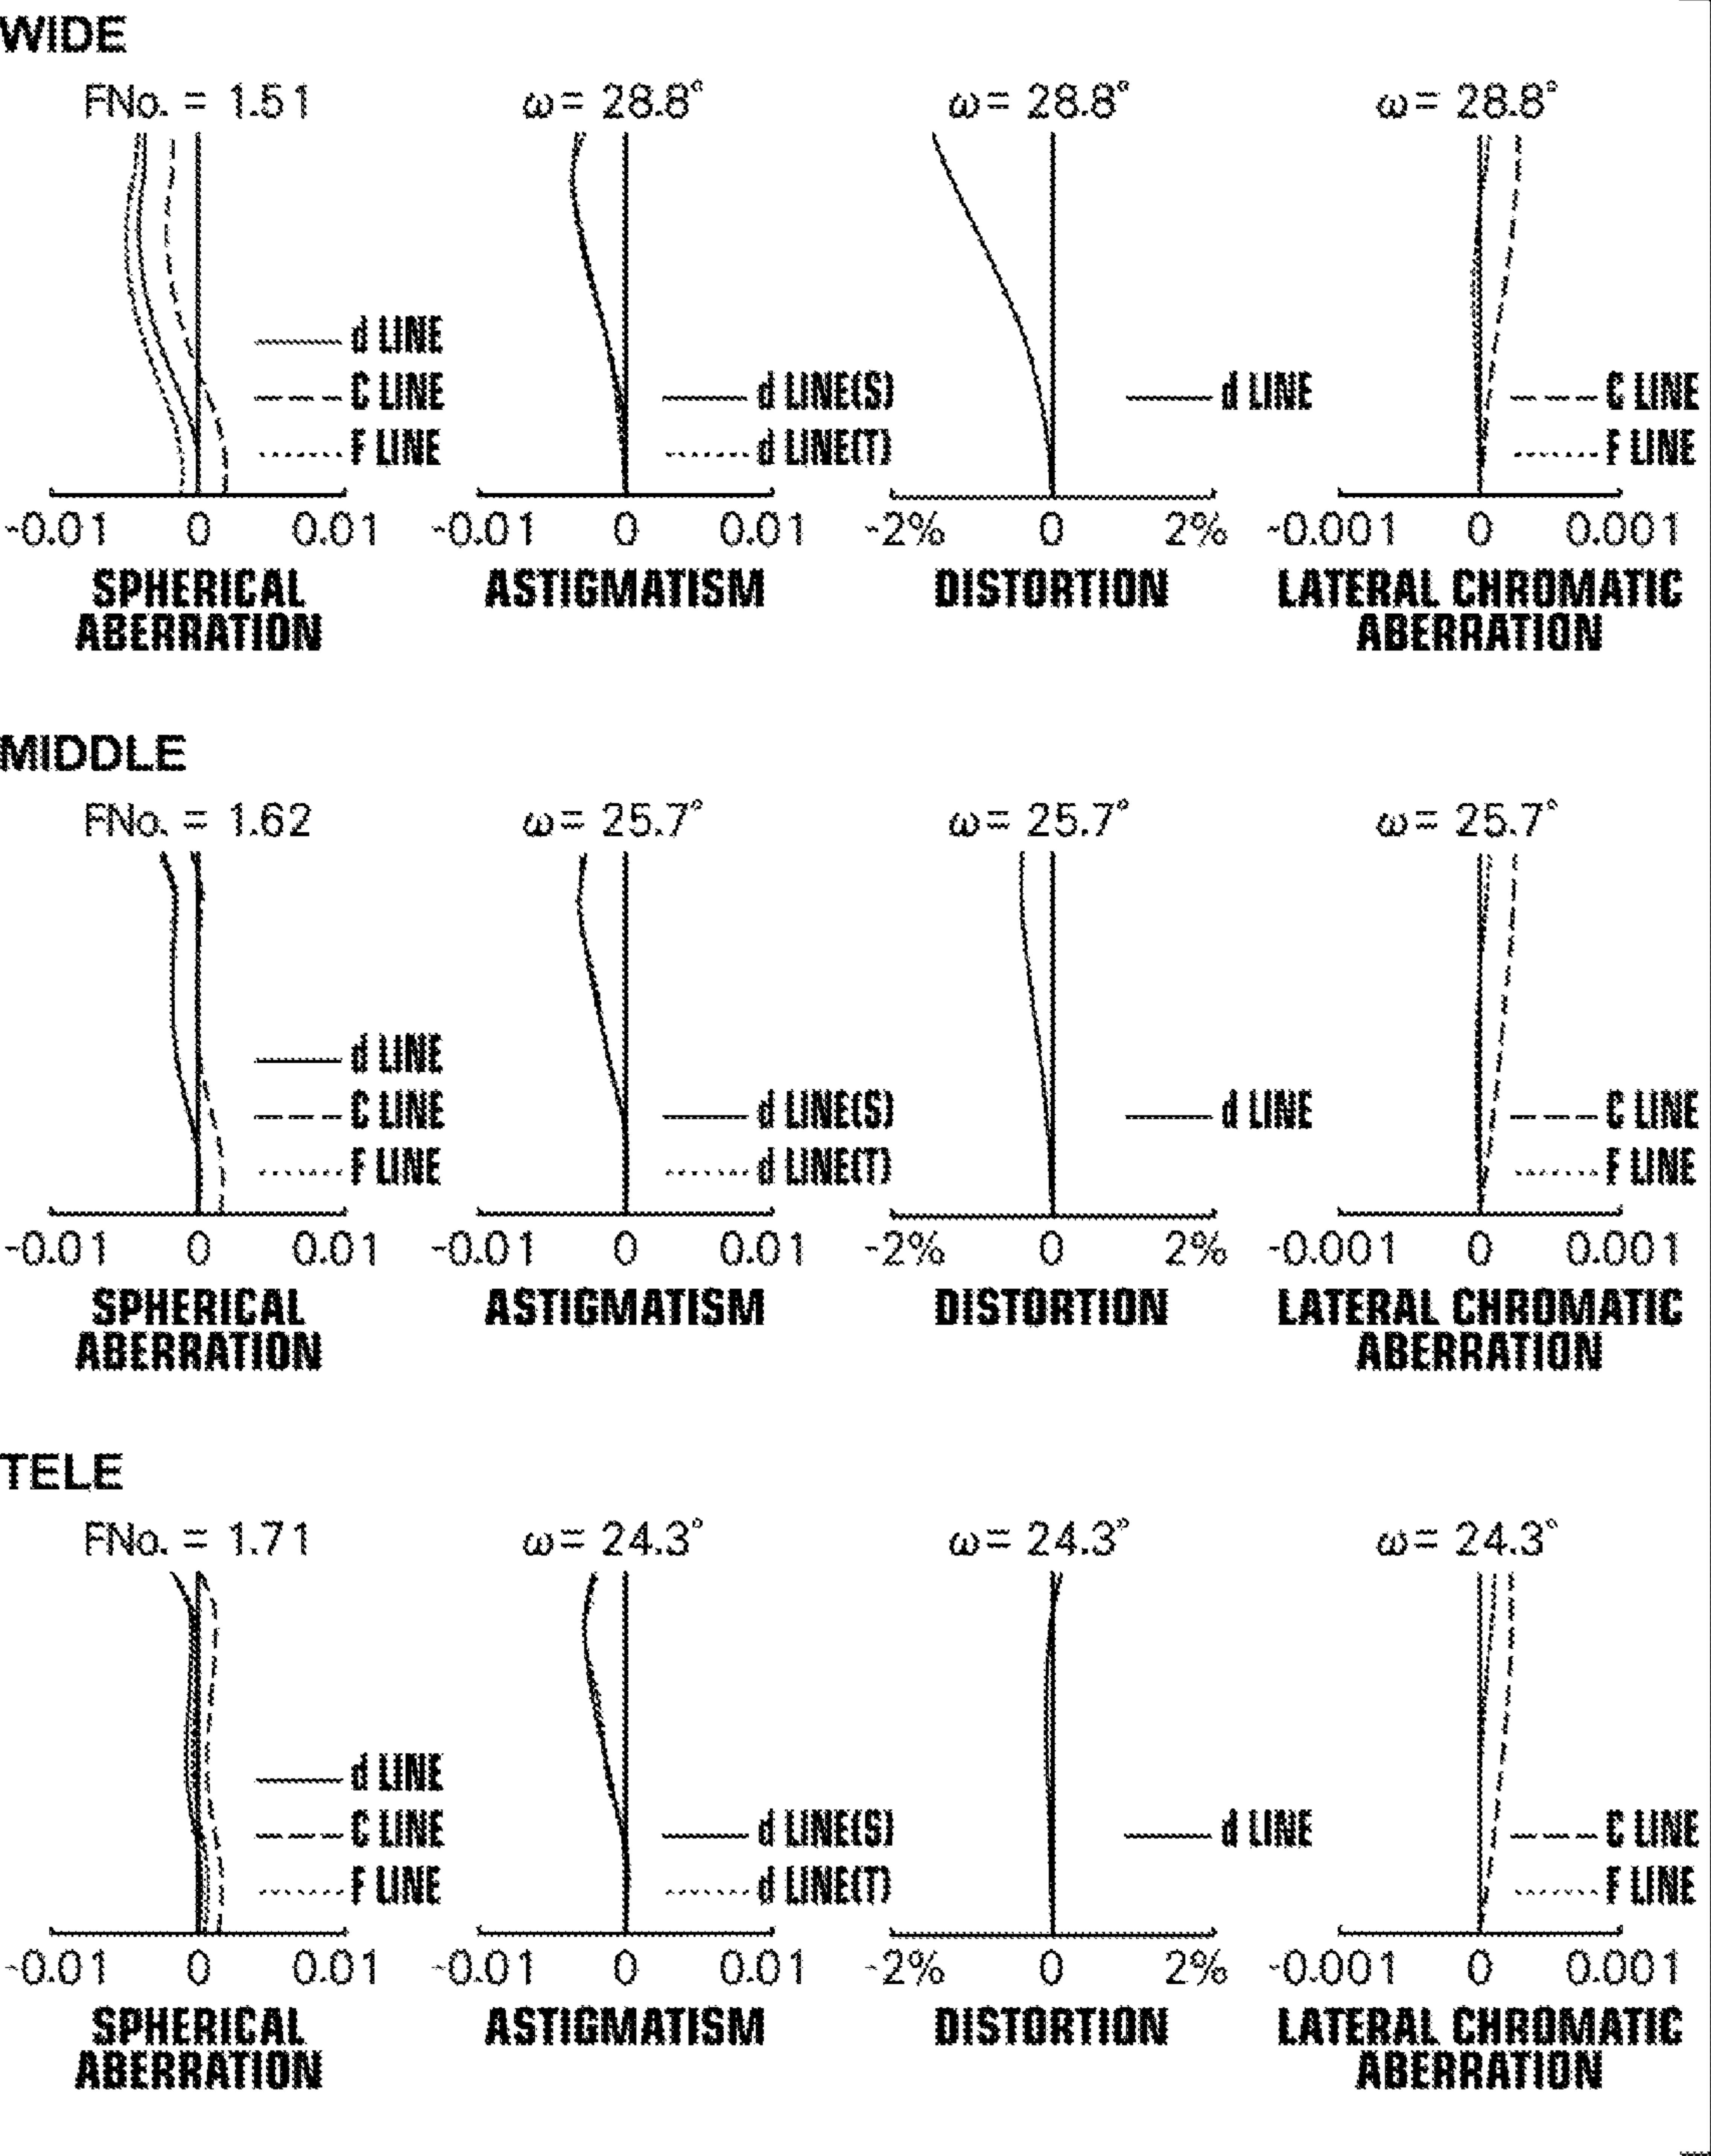 WIDE
FNo. = 1.51
ω = 28.8°
ω = 28.8°
ω = 28.8°
d LINE
C LINE
F LINE
d LINE(S)
d LINE(T)
d LINE
C LINE
F LINE
-0.01 0 0.01
-0.01 0 0.01
-2% 0 2%
-0.001 0 0.001
SPHERICAL
ABERRATION
ASTIGMATISM
DISTORTION
LATERAL CHROMATIC
ABERRATION
MIDDLE
FNo. = 1.62
ω = 25.7°
ω = 25.7°
ω = 25.7°
d LINE
C LINE
F LINE
d LINE(S)
d LINE(T)
d LINE
C LINE
F LINE
-0.01 0 0.01
-0.01 0 0.01
-2% 0 2%
-0.001 0 0.001
SPHERICAL
ABERRATION
ASTIGMATISM
DISTORTION
LATERAL CHROMATIC
ABERRATION
TELE
FNo. = 1.71
ω = 24.3°
ω = 24.3°
ω = 24.3°
d LINE
C LINE
F LINE
d LINE(S)
d LINE(T)
d LINE
C LINE
F LINE
-0.01 0 0.01
-0.01 0 0.01
-2% 0 2%
-0.001 0 0.001
SPHERICAL
ABERRATION
ASTIGMATISM
DISTORTION
LATERAL CHROMATIC
ABERRATION